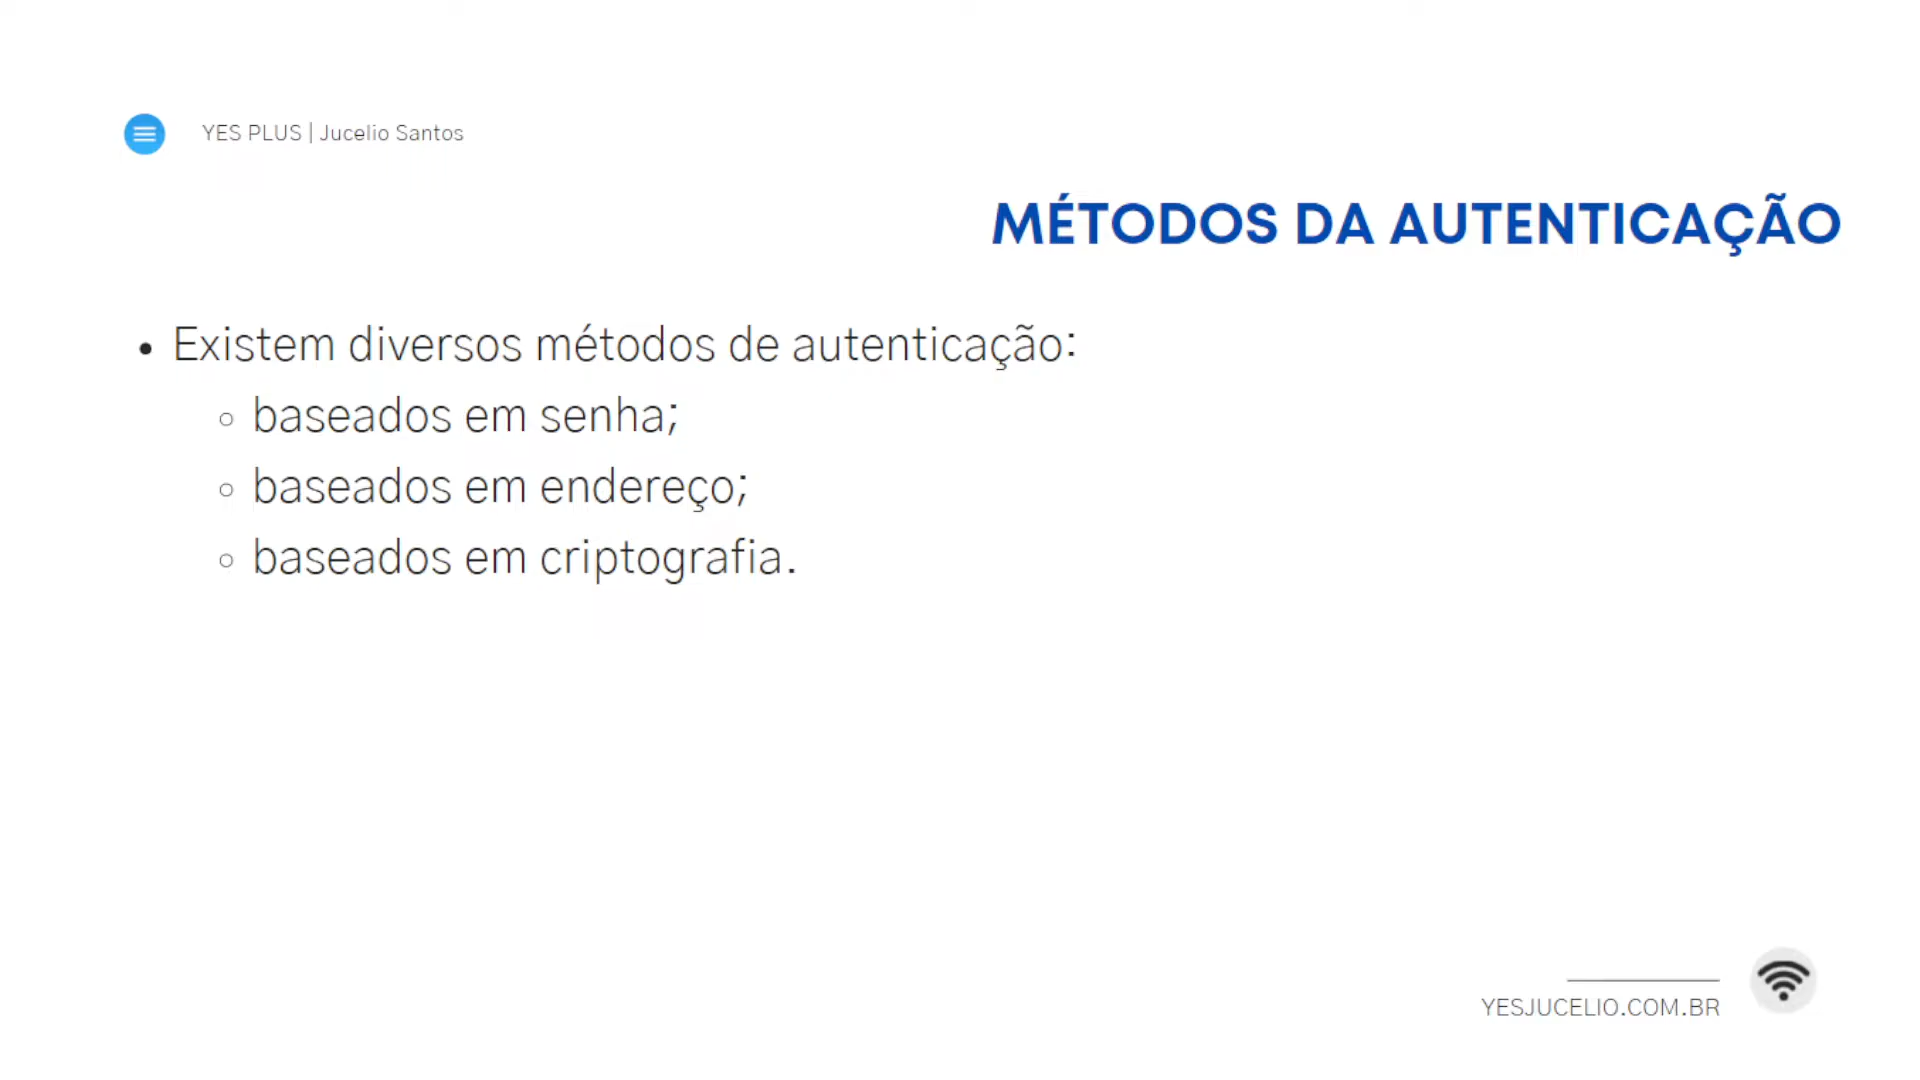 YES PLUS | Jucelio Santos
MÉTODOS DA AUTENTICAÇÃO
• Existem diversos métodos de autenticação:
○ baseados em senha;
○ baseados em endereço;
○ baseados em criptografia.
YESJUCELIO.COM.BR